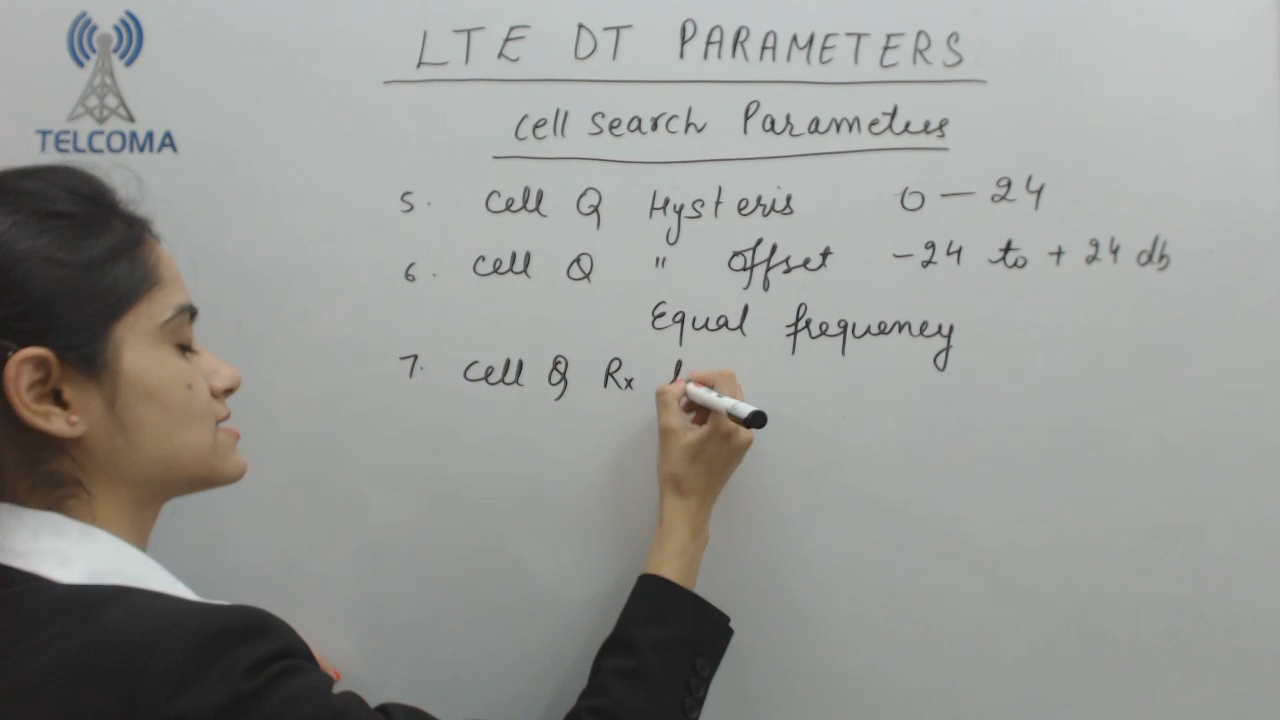 TELCOMA
LTE DT PARAMETERS
Cell Search Parameters
5. Cell Q Hysteris 0 – 24
6. Cell Q " offset -24 to + 24 db
Equal frequency
7. Cell Q Rx